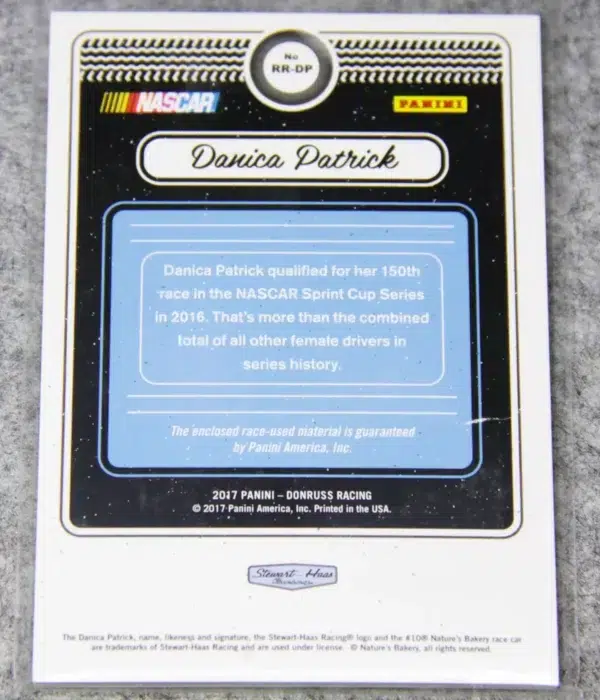 No
RR-DP
NASCAR PANINI
Danica Patrick
Danica Patrick qualified for her 150th
race in the NASCAR Sprint Cup Series
in 2016. That's more than the combined
total of all other female drivers in
series history.
The enclosed race-used material is guaranteed
by Panini America, Inc.
2017 PANINI – DONRUSS RACING
© 2017 Panini America, Inc. Printed in the USA.
Stewart-Haas
The Danica Patrick, name, likeness and signature, the Stewart-Haas Racing® logo and the #10® Nature's Bakery race car
are trademarks of Stewart-Haas Racing and are used under license. © Nature's Bakery, all rights reserved.